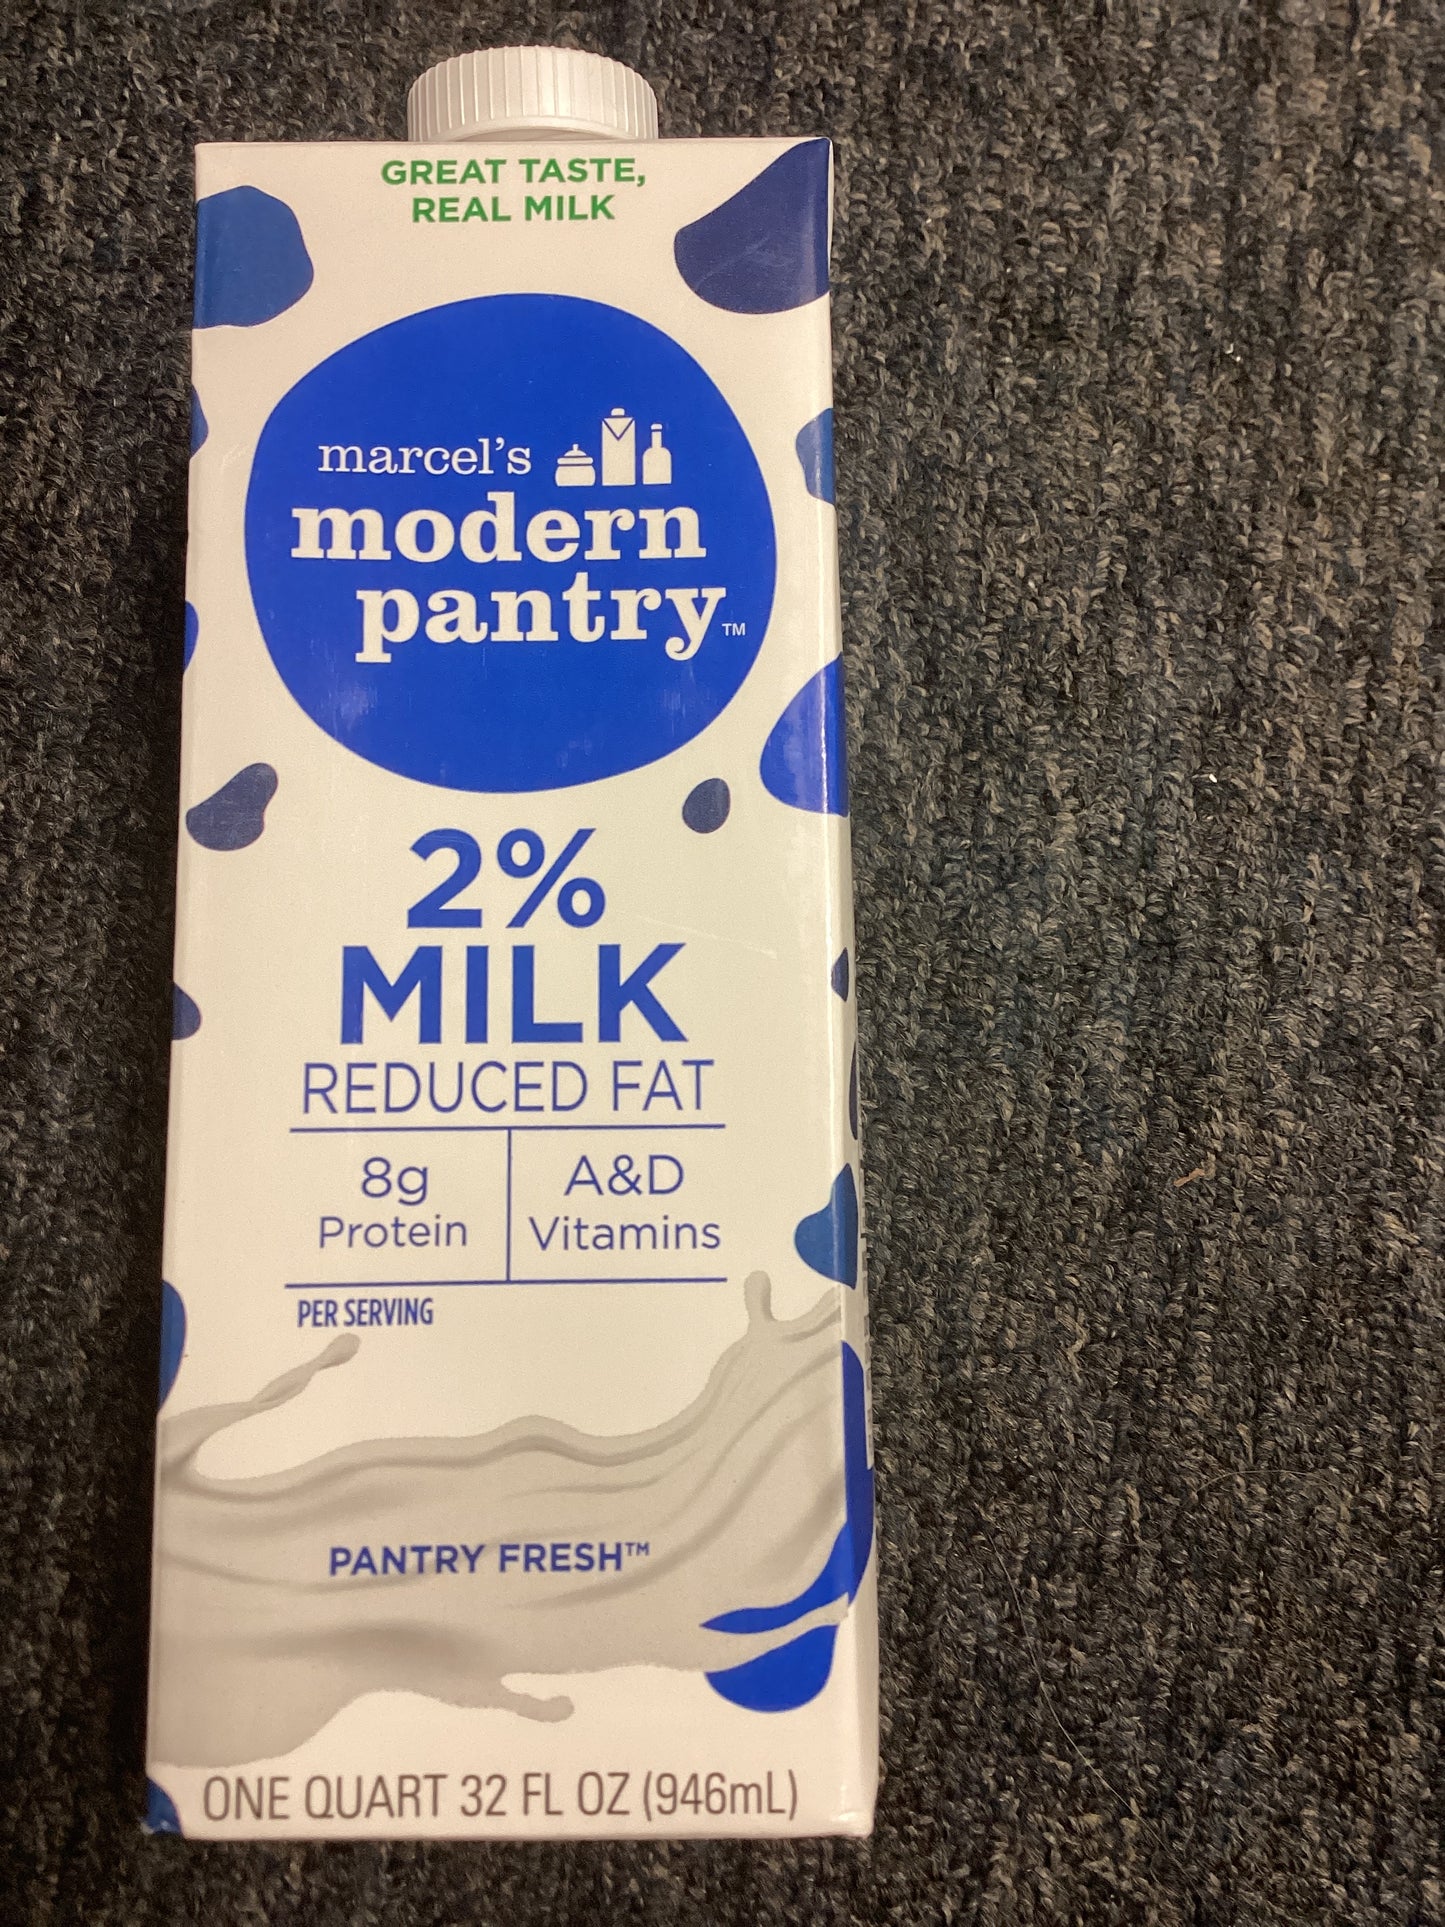 GREAT TASTE,
REAL MILK
marcel's
modern
pantry™
2%
MILK
REDUCED FAT
8g
Protein
A&D
Vitamins
PER SERVING
PANTRY FRESH™
ONE QUART 32 FL OZ (946mL)